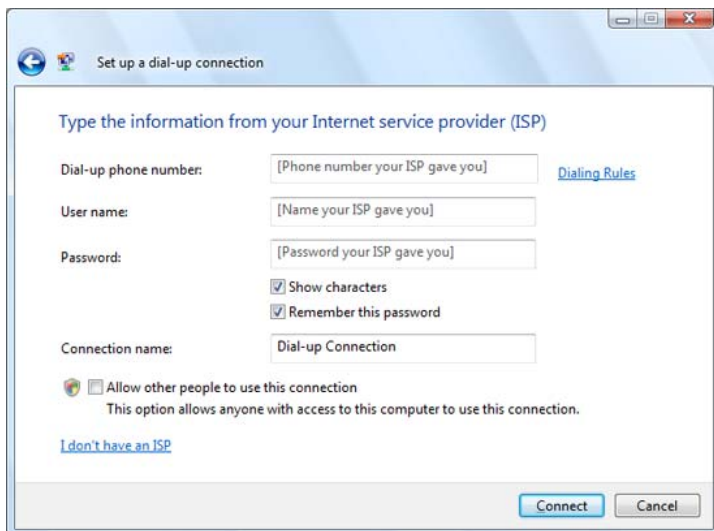 Set up a dial-up connection
Type the information from your Internet service provider (ISP)
Dial-up phone number: [Phone number your ISP gave you] Dialing Rules
User name: [Name your ISP gave you]
Password: [Password your ISP gave you]
Show characters
Remember this password
Connection name: Dial-up Connection
Allow other people to use this connection
This option allows anyone with access to this computer to use this connection.
I don't have an ISP
Connect Cancel